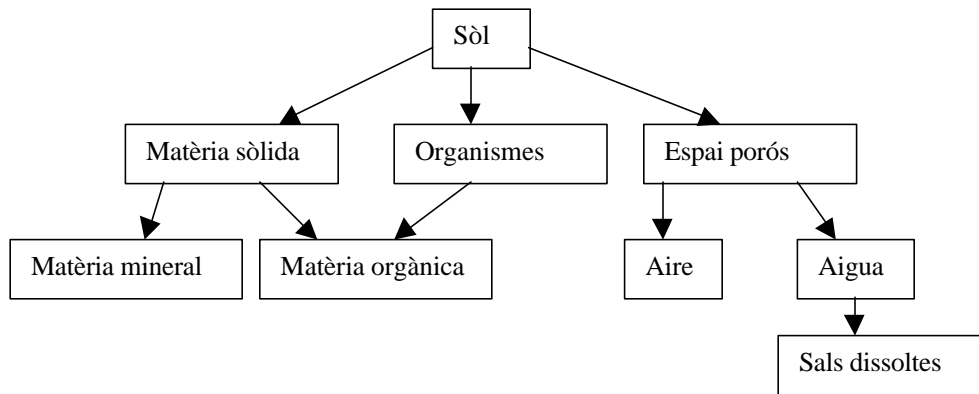 Sòl
Matèria sòlida
Organismes
Espai porós
Matèria mineral
Matèria orgànica
Aire
Aigua
Sals dissoltes